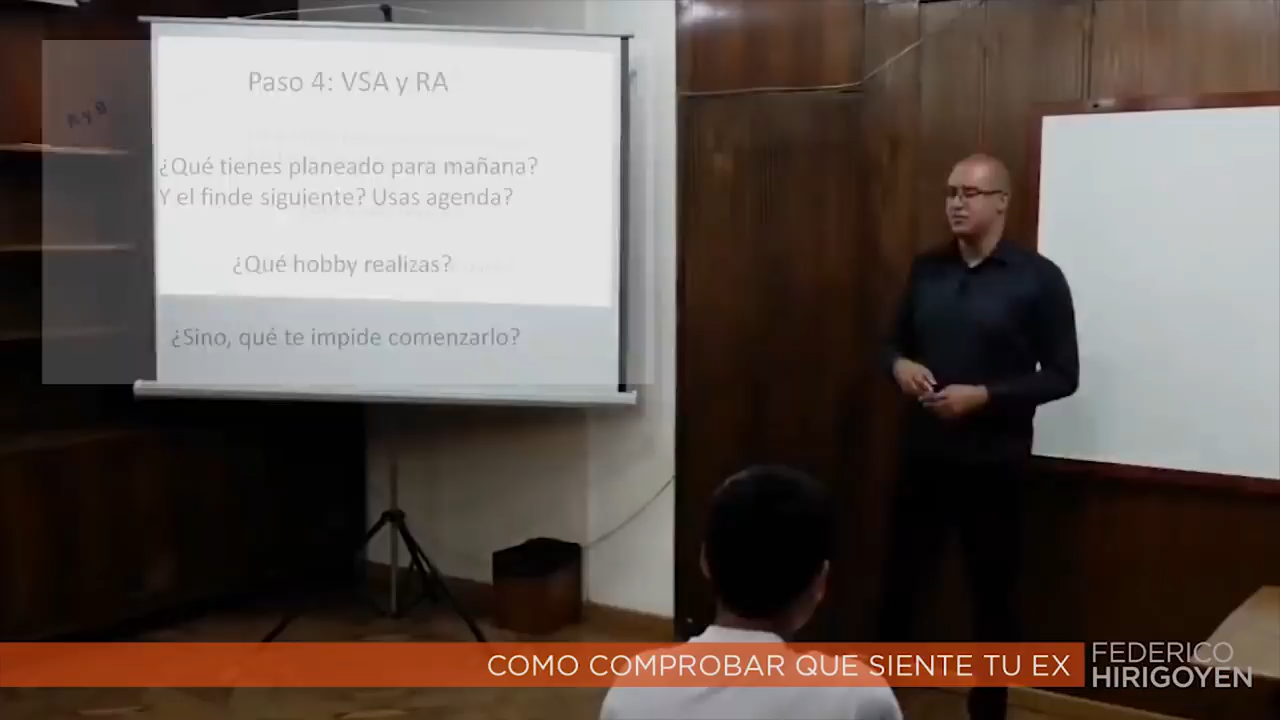 Paso 4: VSA y RA
A y B
¿Qué tienes planeado para mañana?
Y el finde siguiente? Usas agenda?
¿Qué hobby realizas?
¿Sino, qué te impide comenzarlo?
COMO COMPROBAR QUE SIENTE TU EX
FEDERICO
HIRIGOYEN